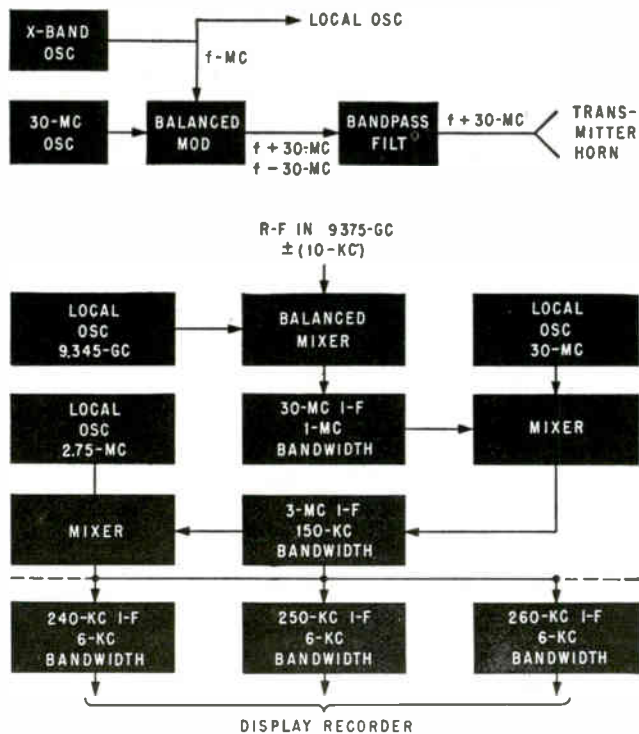 X-BAND
OSC
LOCAL OSC
f-MC
30-MC
OSC
BALANCED
MOD
f + 30-MC
f - 30-MC
BANDPASS
FILT
f + 30-MC
TRANS-
MITTER
HORN
R-F IN 9375-GC
± (10-KC)
LOCAL
OSC
9.345-GC
BALANCED
MIXER
LOCAL
OSC
30-MC
LOCAL
OSC
2.75-MC
30-MC I-F
1-MC
BANDWIDTH
MIXER
MIXER
3-MC I-F
150-KC
BANDWIDTH
240-KC I-F
6-KC
BANDWIDTH
250-KC I-F
6-KC
BANDWIDTH
260-KC I-F
6-KC
BANDWIDTH
DISPLAY RECORDER